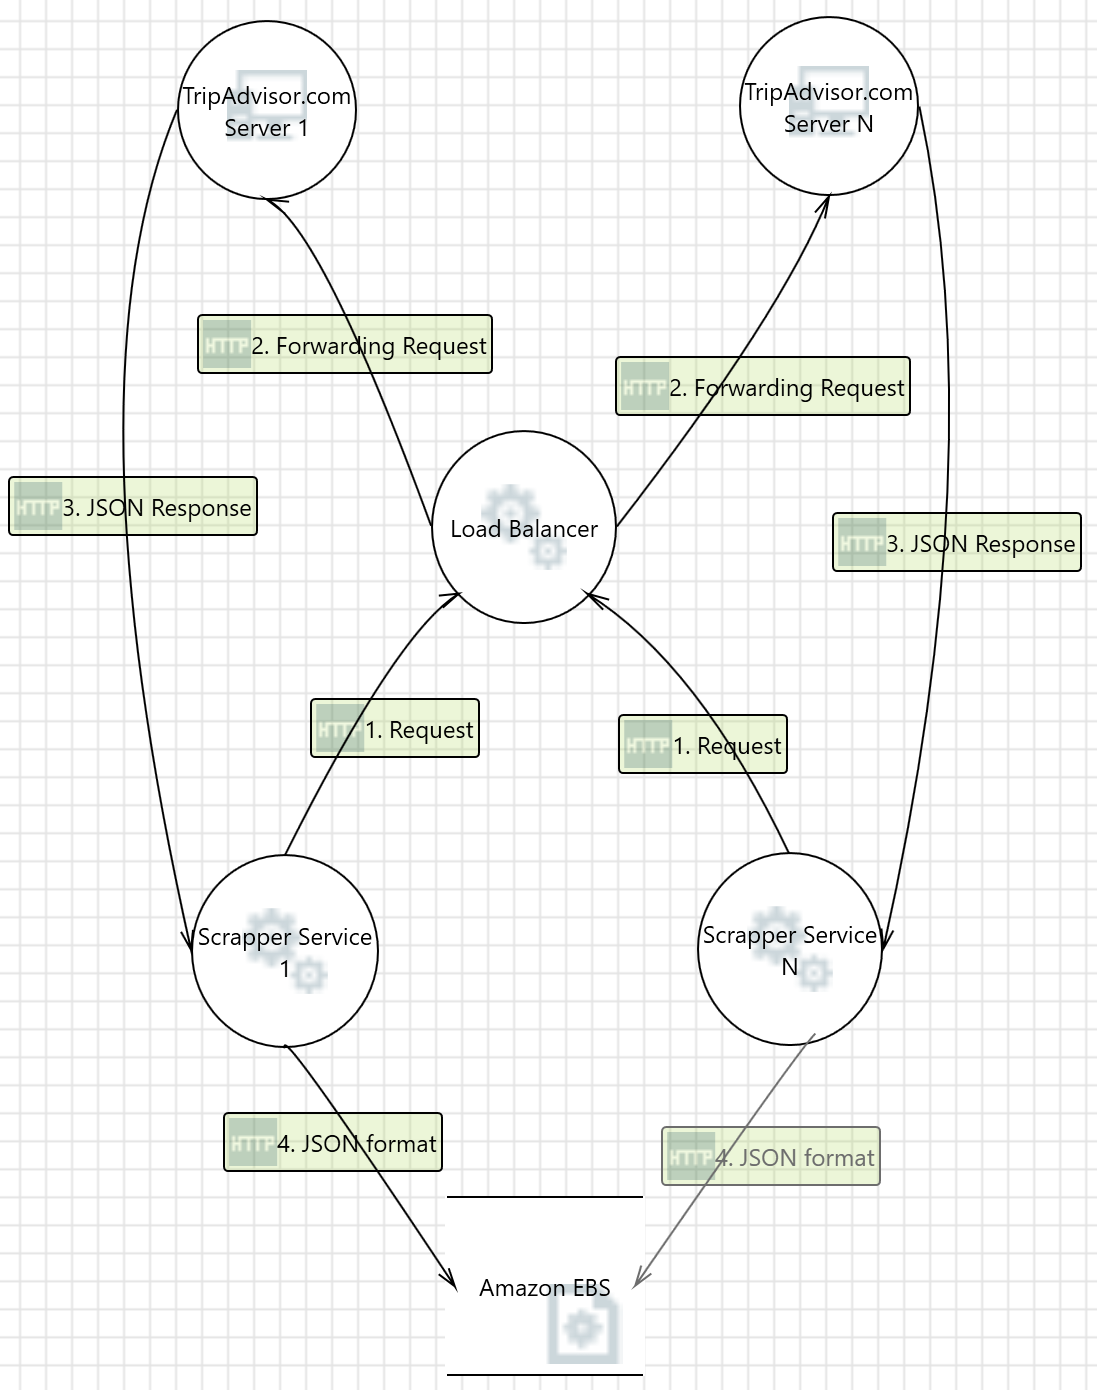 TripAdvisor.com
Server 1
TripAdvisor.com
Server N
HTTP 2. Forwarding Request
HTTP 2. Forwarding Request
HTTP 3. JSON Response
Load Balancer
HTTP 3. JSON Response
HTTP 1. Request
HTTP 1. Request
Scrapper Service
1
Scrapper Service
N
HTTP 4. JSON format
HTTP 4. JSON format
Amazon EBS